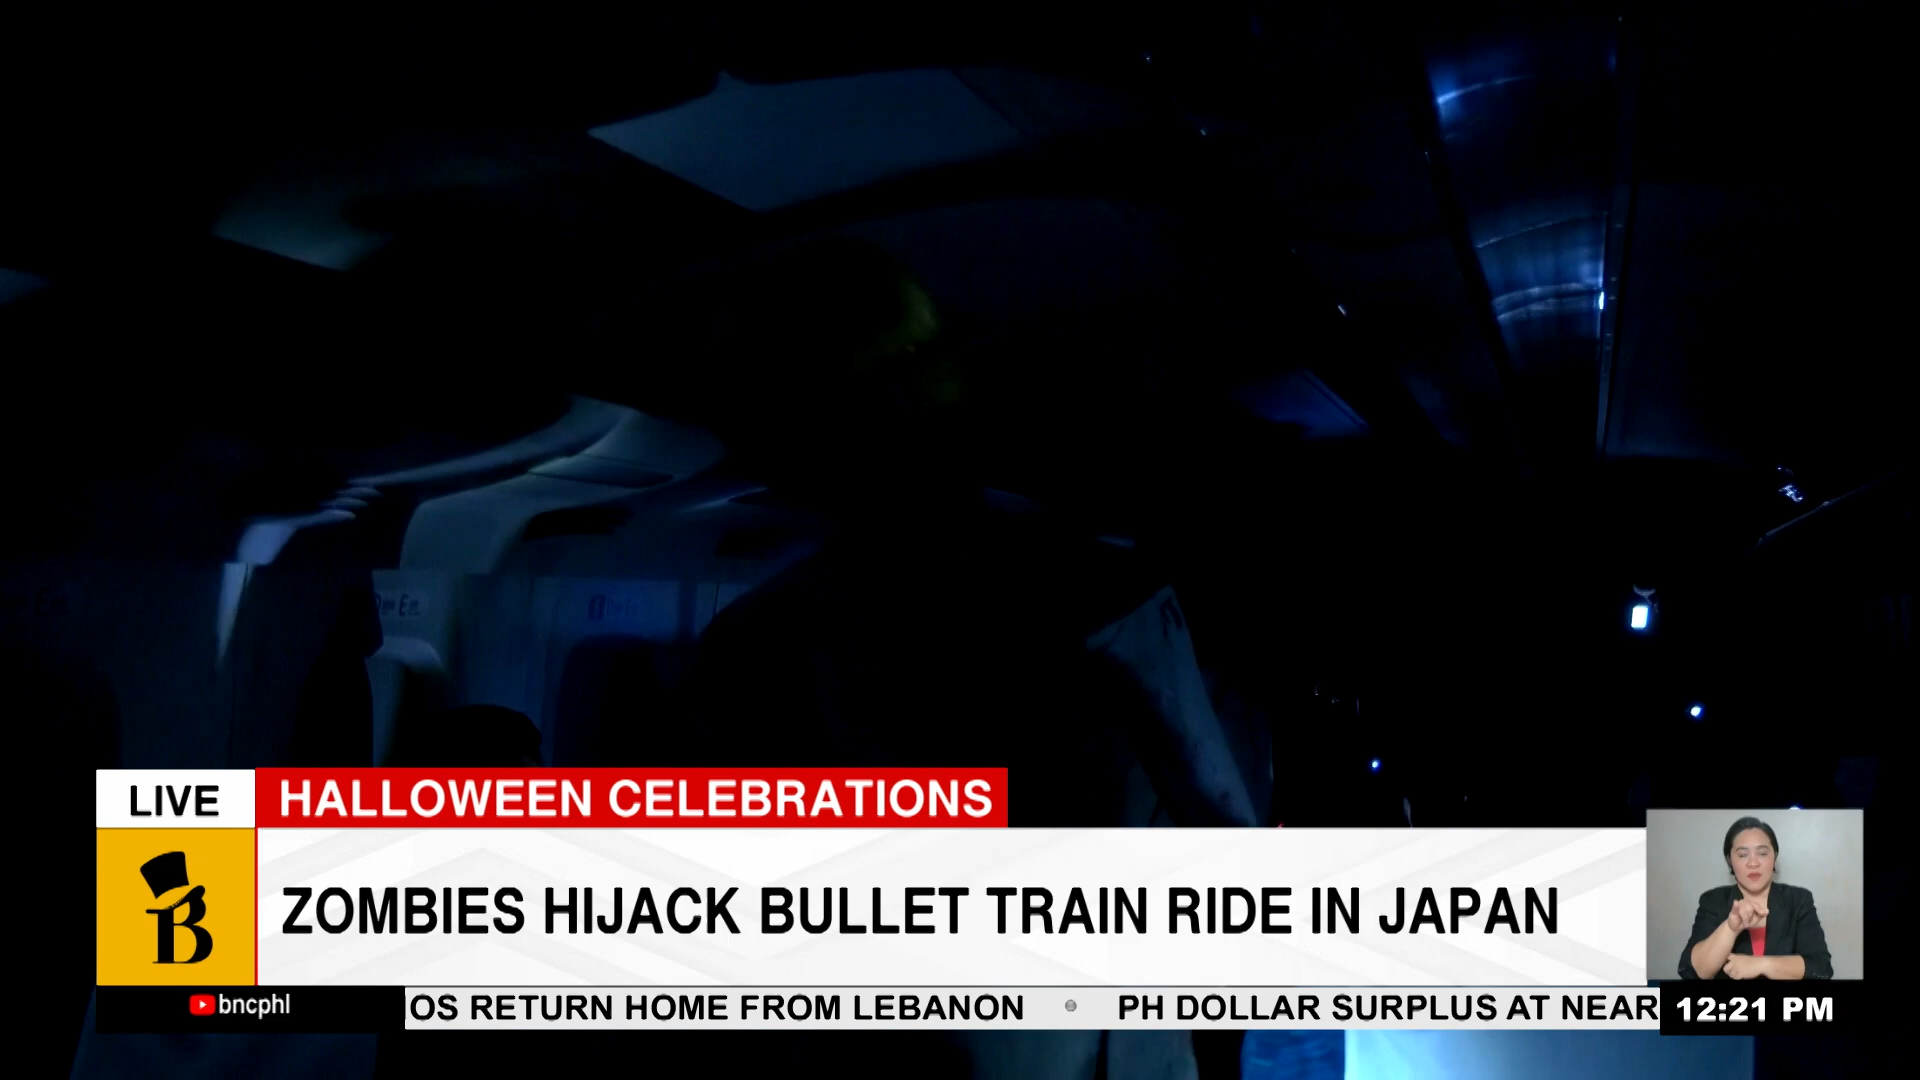 LIVE
HALLOWEEN CELEBRATIONS
B
ZOMBIES HIJACK BULLET TRAIN RIDE IN JAPAN
bncphl
OS RETURN HOME FROM LEBANON
PH DOLLAR SURPLUS AT NEAR
12:21 PM